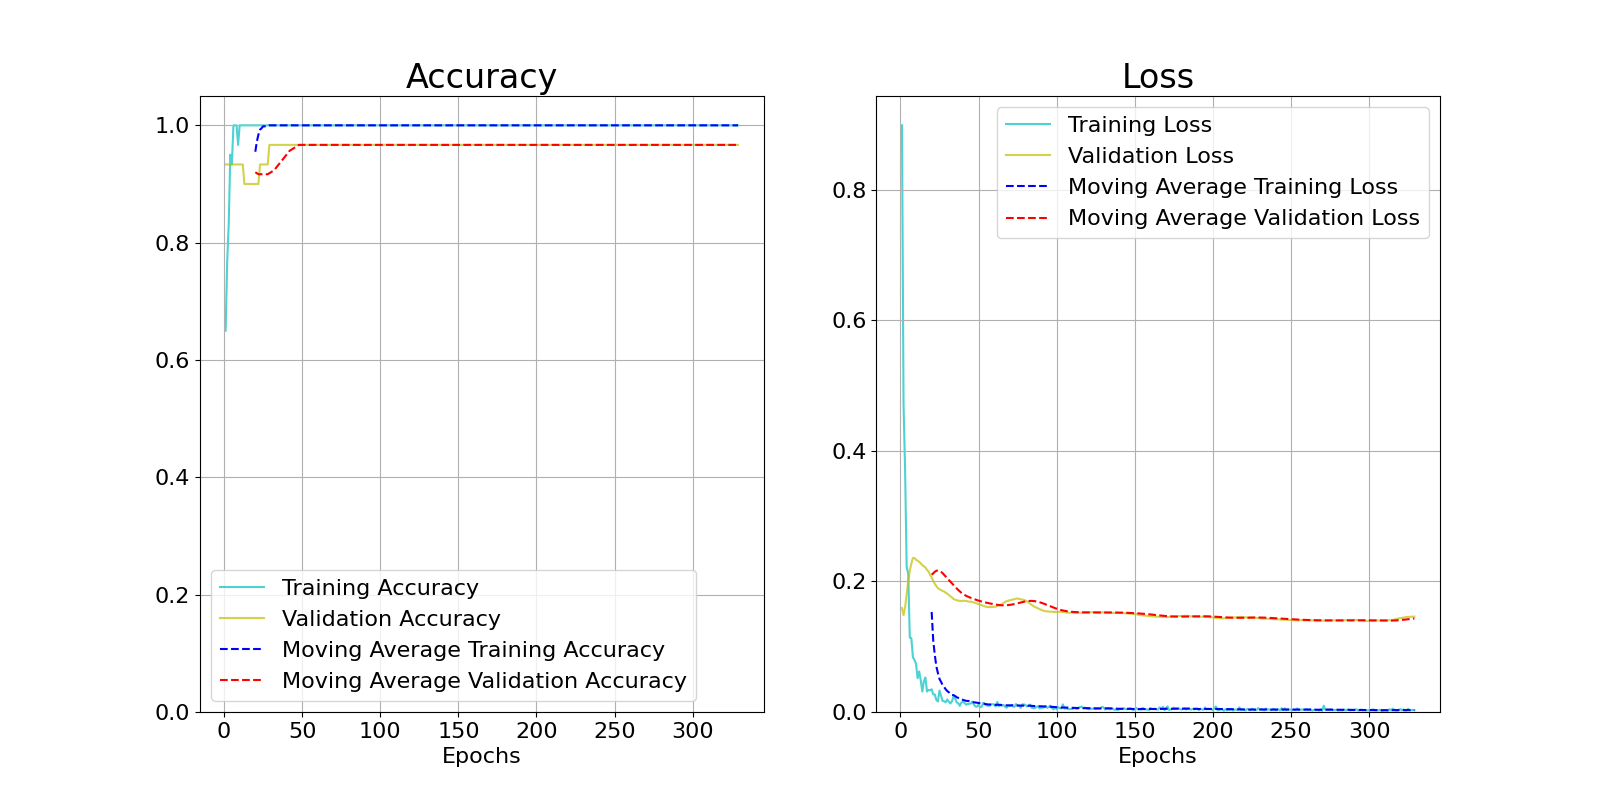 Accuracy
1.0
0.8
0.6
0.4
0.2
0.0
Training Accuracy
Validation Accuracy
Moving Average Training Accuracy
Moving Average Validation Accuracy
0 50 100 150 200 250 300
Epochs
Loss
0.8
0.6
0.4
0.2
0.0
Training Loss
Validation Loss
Moving Average Training Loss
Moving Average Validation Loss
0 50 100 150 200 250 300
Epochs